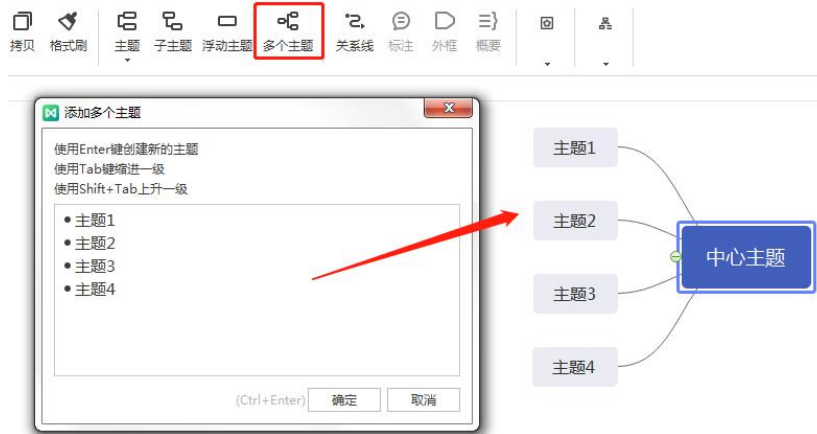 拷贝 格式刷 主题 子主题 浮动主题 多个主题 关系线 标注 外框 概要
添加多个主题
使用Enter键创建新的主题
使用Tab键缩进一级
使用Shift+Tab上升一级
主题1
主题2
主题3
主题4
(Ctrl+Enter) 确定 取消
主题1
主题2
中心主题
主题3
主题4